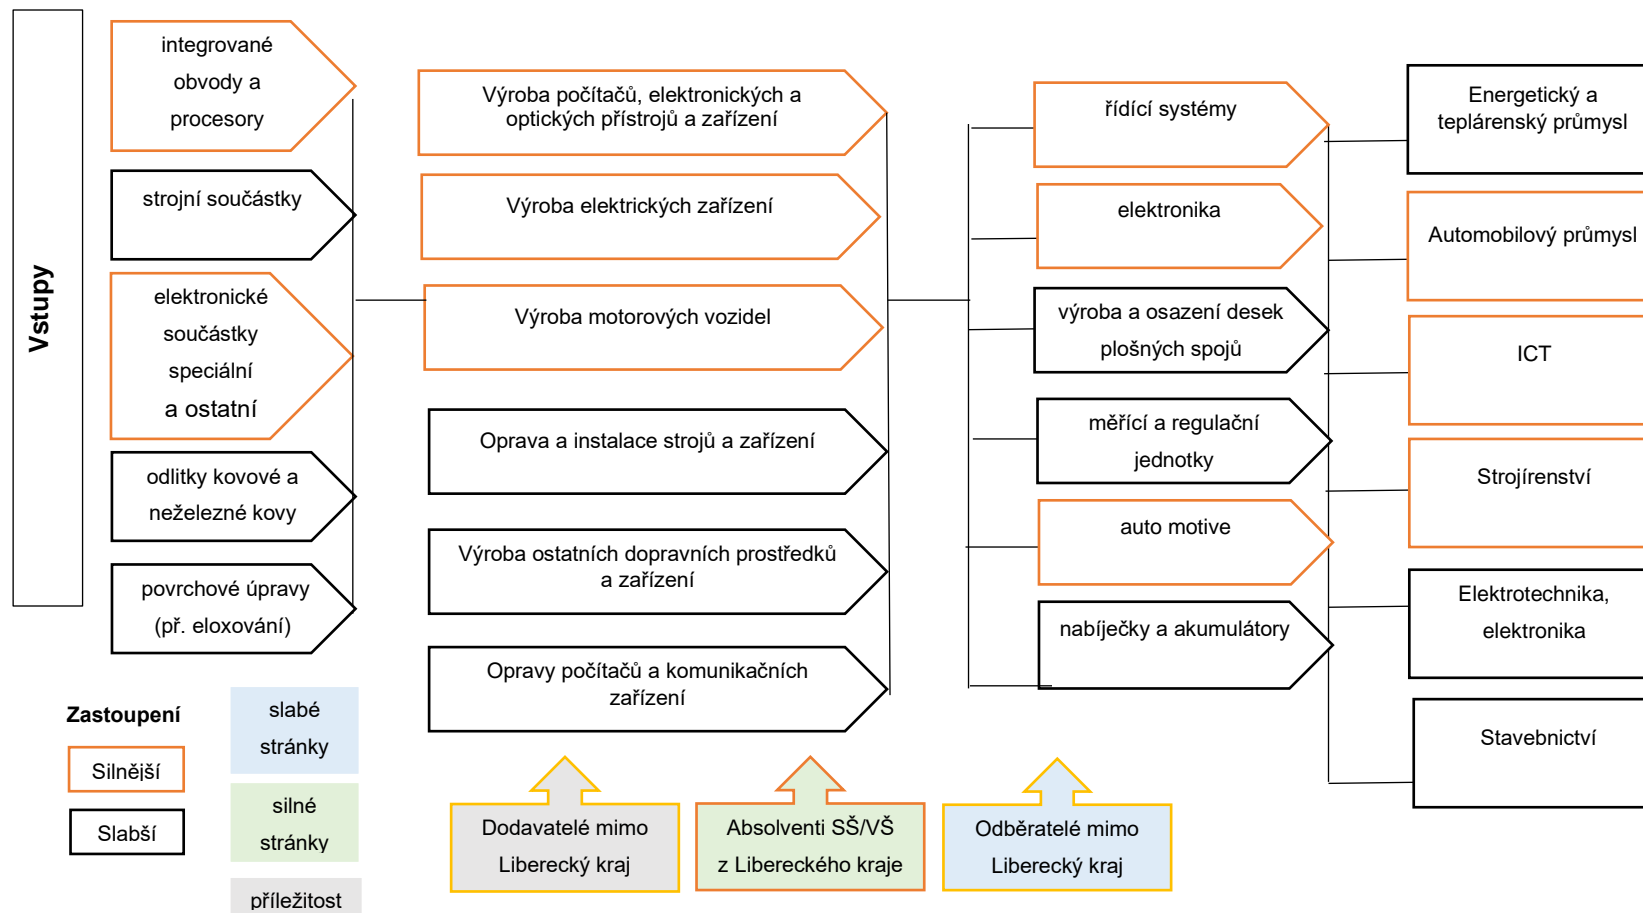 Vstupy
integrované
obvody a
procesory
strojní součástky
elektronické
součástky
speciální
a ostatní
odlitky kovové a
neželezné kovy
povrchové úpravy
(př. eloxování)
Výroba počítačů, elektronických a
optických přístrojů a zařízení
Výroba elektrických zařízení
Výroba motorových vozidel
Oprava a instalace strojů a zařízení
Výroba ostatních dopravních prostředků
a zařízení
Opravy počítačů a komunikačních
zařízení
řídící systémy
elektronika
výroba a osazení desek
plošných spojů
měřící a regulační
jednotky
auto motive
nabíječky a akumulátory
Energetický a
teplárenský průmysl
Automobilový průmysl
ICT
Strojírenství
Elektrotechnika,
elektronika
Stavebnictví
Zastoupení
Silnější
Slabší
slabé
stránky
silné
stránky
příležitost
Dodavatelé mimo
Liberecký kraj
Absolventi SŠ/VŠ
z Libereckého kraje
Odběratelé mimo
Liberecký kraj